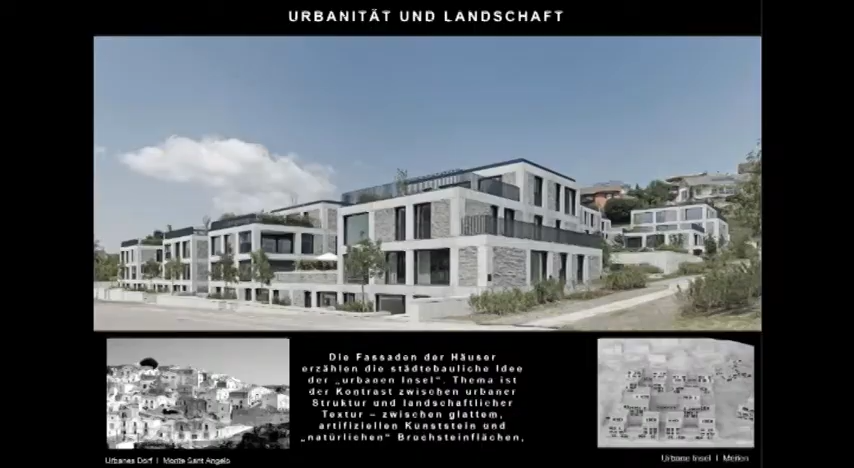 URBANITÄT UND LANDSCHAFT
Die Fassaden der Häuser
erzählen die städtebauliche Idee
der „urbanen Insel“. Thema ist
der Kontrast zwischen urbaner
Struktur und landschaftlicher
Textur – zwischen glattem,
artifiziellen Kunststein und
„natürlichen“ Bruchsteinflächen,
Urbanes Dorf | Monte Sant Angelo
Urbane Insel | Meilen